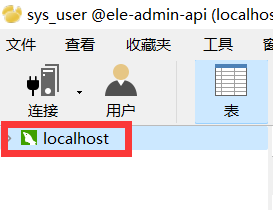 sys_user @ele-admin-api (localhos
文件 查看 收藏夹 工具 窗
连接 用户 表
localhost